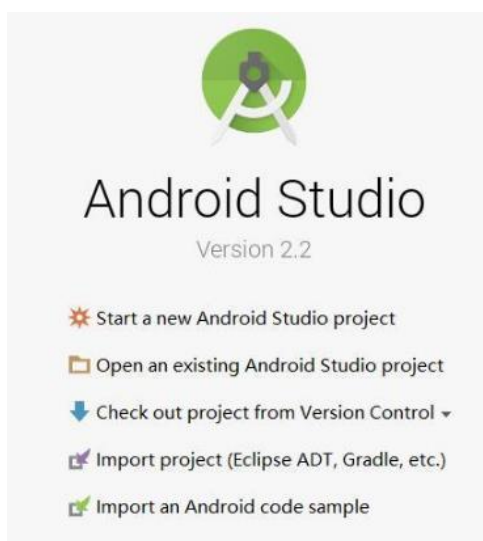 Android Studio
Version 2.2
Start a new Android Studio project
Open an existing Android Studio project
Check out project from Version Control
Import project (Eclipse ADT, Gradle, etc.)
Import an Android code sample